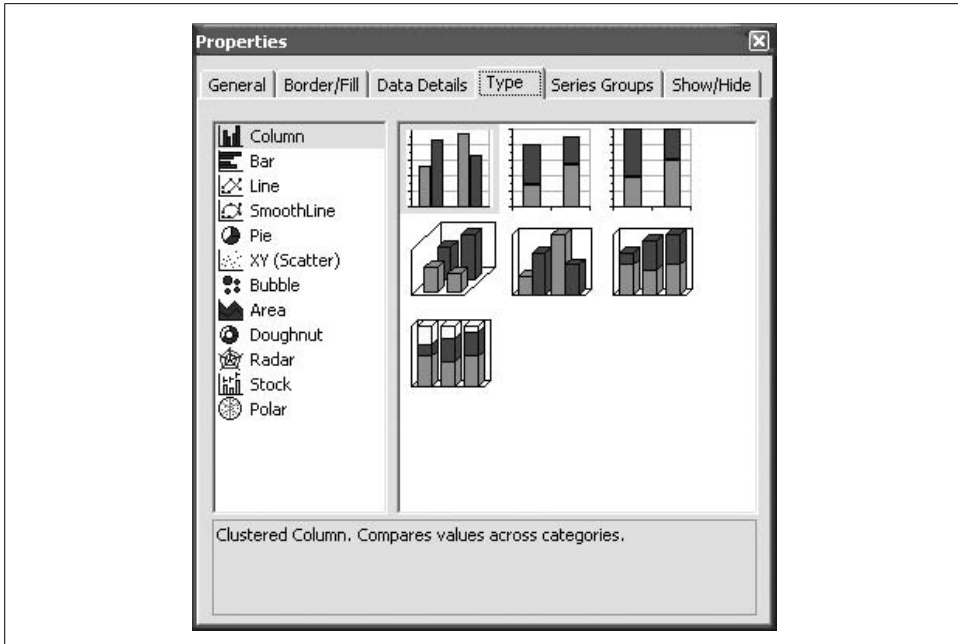 Properties
General Border/Fill Data Details Type Series Groups Show/Hide
Column
Bar
Line
SmoothLine
Pie
XY (Scatter)
Bubble
Area
Doughnut
Radar
Stock
Polar
Clustered Column. Compares values across categories.